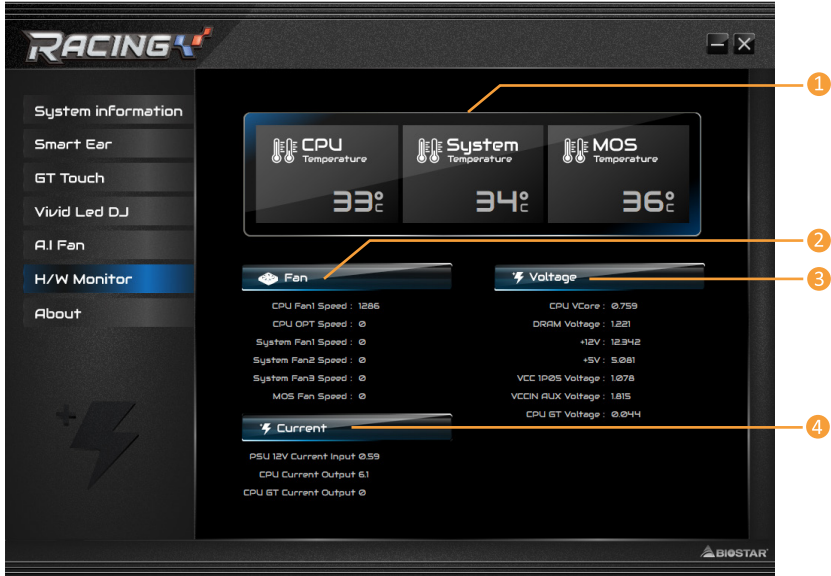 RACING
1
System information
Smart Ear
GT Touch
Vivid Led DJ
A.I Fan
H/W Monitor
About
CPU
Temperature
33°C
System
Temperature
34°C
MOS
Temperature
36°C
2
Fan
CPU Fan1 Speed : 1286
CPU OPT Speed : 0
System Fan1 Speed : 0
System Fan2 Speed : 0
System Fan3 Speed : 0
MOS Fan Speed : 0
3
Voltage
CPU VCore : 0.759
DRAM Voltage : 1.221
+12V : 12.342
+5V : 5.081
VCC 1P05 Voltage : 1.078
VCCIN AUX Voltage : 1.815
CPU GT Voltage : 0.044
4
Current
PSU 12V Current Input 0.59
CPU Current Output 6.1
CPU GT Current Output 0
BIOSTAR